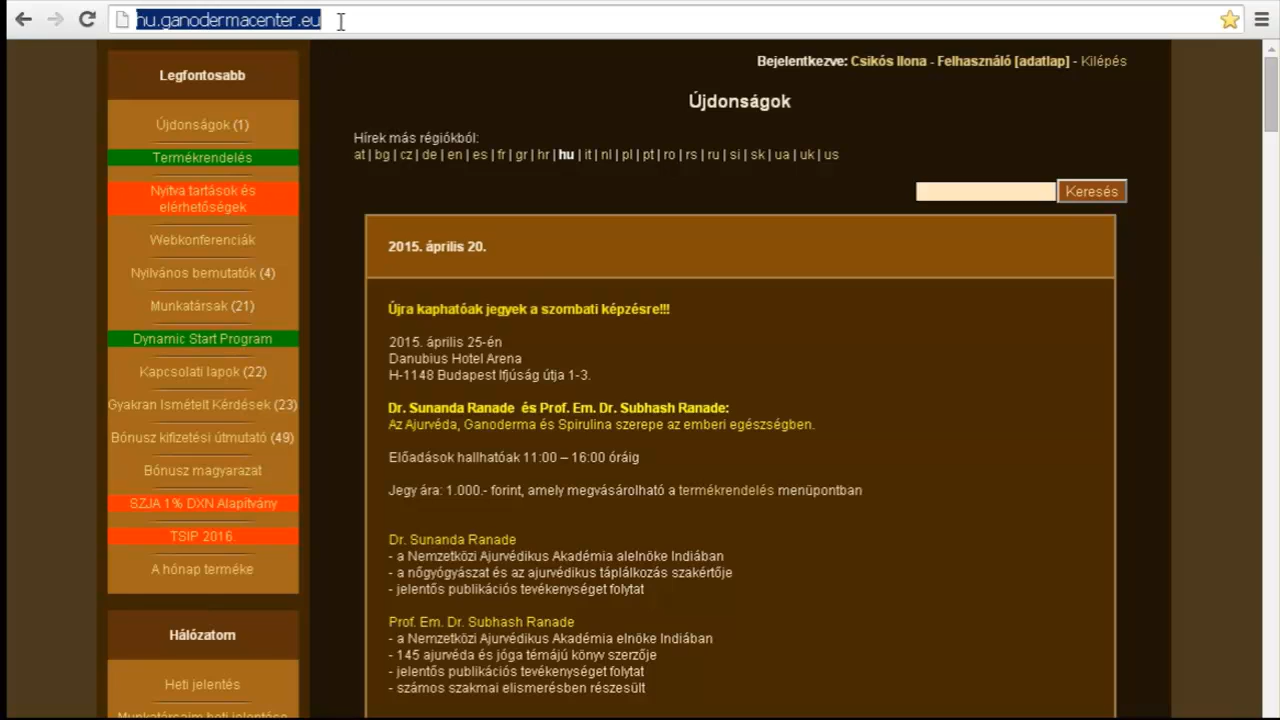 hu.ganodermacenter.eu
Legfontosabb
Újdonságok (1)
Termékrendelés
Nyitva tartások és
elérhetőségek
Webkonferenciák
Nyilvános bemutatók (4)
Munkatársak (21)
Dynamic Start Program
Kapcsolati lapok (22)
Gyakran Ismételt Kérdések (23)
Bónusz kifizetési útmutató (49)
Bónusz magyarazat
SZJA 1% DXN Alapítvány
TSIP 2016.
A hónap terméke
Hálózatom
Heti jelentés
Munkatársaim heti jelentése
Bejelentkezve: Csikós Ilona - Felhasználó [adatlap] - Kilépés
Újdonságok
Hírek más régiókból:
at | bg | cz | de | en | es | fr | gr | hr | hu | it | nl | pl | pt | ro | rs | ru | si | sk | ua | uk | us
Keresés
2015. április 20.
Újra kaphatóak jegyek a szombati képzésre!!!
2015. április 25-én
Danubius Hotel Arena
H-1148 Budapest Ifjúság útja 1-3.
Dr. Sunanda Ranade és Prof. Em. Dr. Subhash Ranade:
Az Ajurvéda, Ganoderma és Spirulina szerepe az emberi egészségben.
Előadások hallhatóak 11:00 – 16:00 óráig
Jegy ára: 1.000.- forint, amely megvásárolható a termékrendelés menüpontban
Dr. Sunanda Ranade
- a Nemzetközi Ajurvédikus Akadémia alelnöke Indiában
- a nőgyógyászat és az ajurvédikus táplálkozás szakértője
- jelentős publikációs tevékenységet folytat
Prof. Em. Dr. Subhash Ranade
- a Nemzetközi Ajurvédikus Akadémia elnöke Indiában
- 145 ajurvéda és jóga témájú könyv szerzője
- jelentős publikációs tevékenységet folytat
- számos szakmai elismerésben részesült